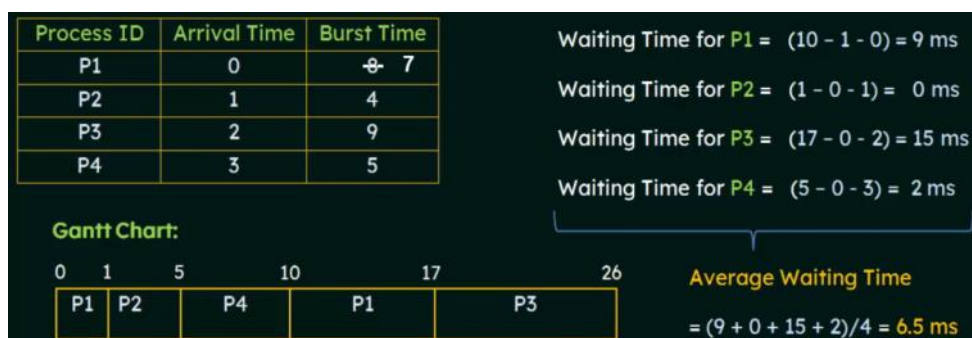 Process ID Arrival Time Burst Time
P1 0 8 7
P2 1 4
P3 2 9
P4 3 5
Waiting Time for P1 = (10 – 1 - 0) = 9 ms
Waiting Time for P2 = (1 – 0 - 1) = 0 ms
Waiting Time for P3 = (17 – 0 - 2) = 15 ms
Waiting Time for P4 = (5 – 0 - 3) = 2 ms
Gantt Chart:
0 1 5 10 17 26
P1 P2 P4 P1 P3
Average Waiting Time
= (9 + 0 + 15 + 2)/4 = 6.5 ms